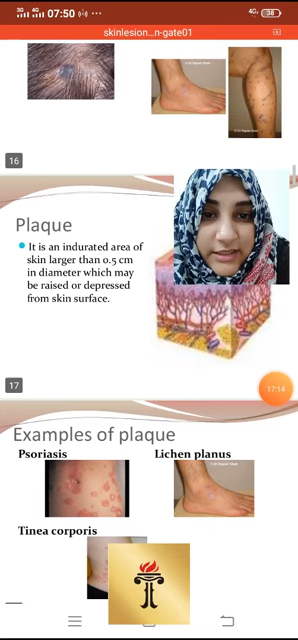 3G 4G 07:50 ••• 4G 38
skinlesion...n-gate01
16
Plaque
It is an indurated area of
skin larger than 0.5 cm
in diameter which may
be raised or depressed
from skin surface.
17
17:14
Examples of plaque
Psoriasis
Lichen planus
Tinea corporis